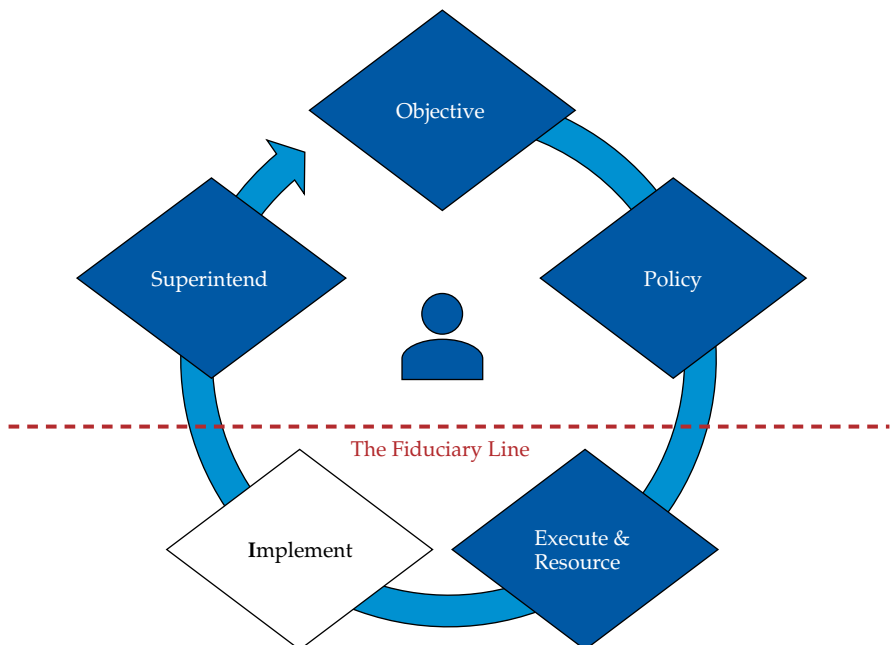 Objective
Superintend
Policy
The Fiduciary Line
Implement
Execute &
Resource